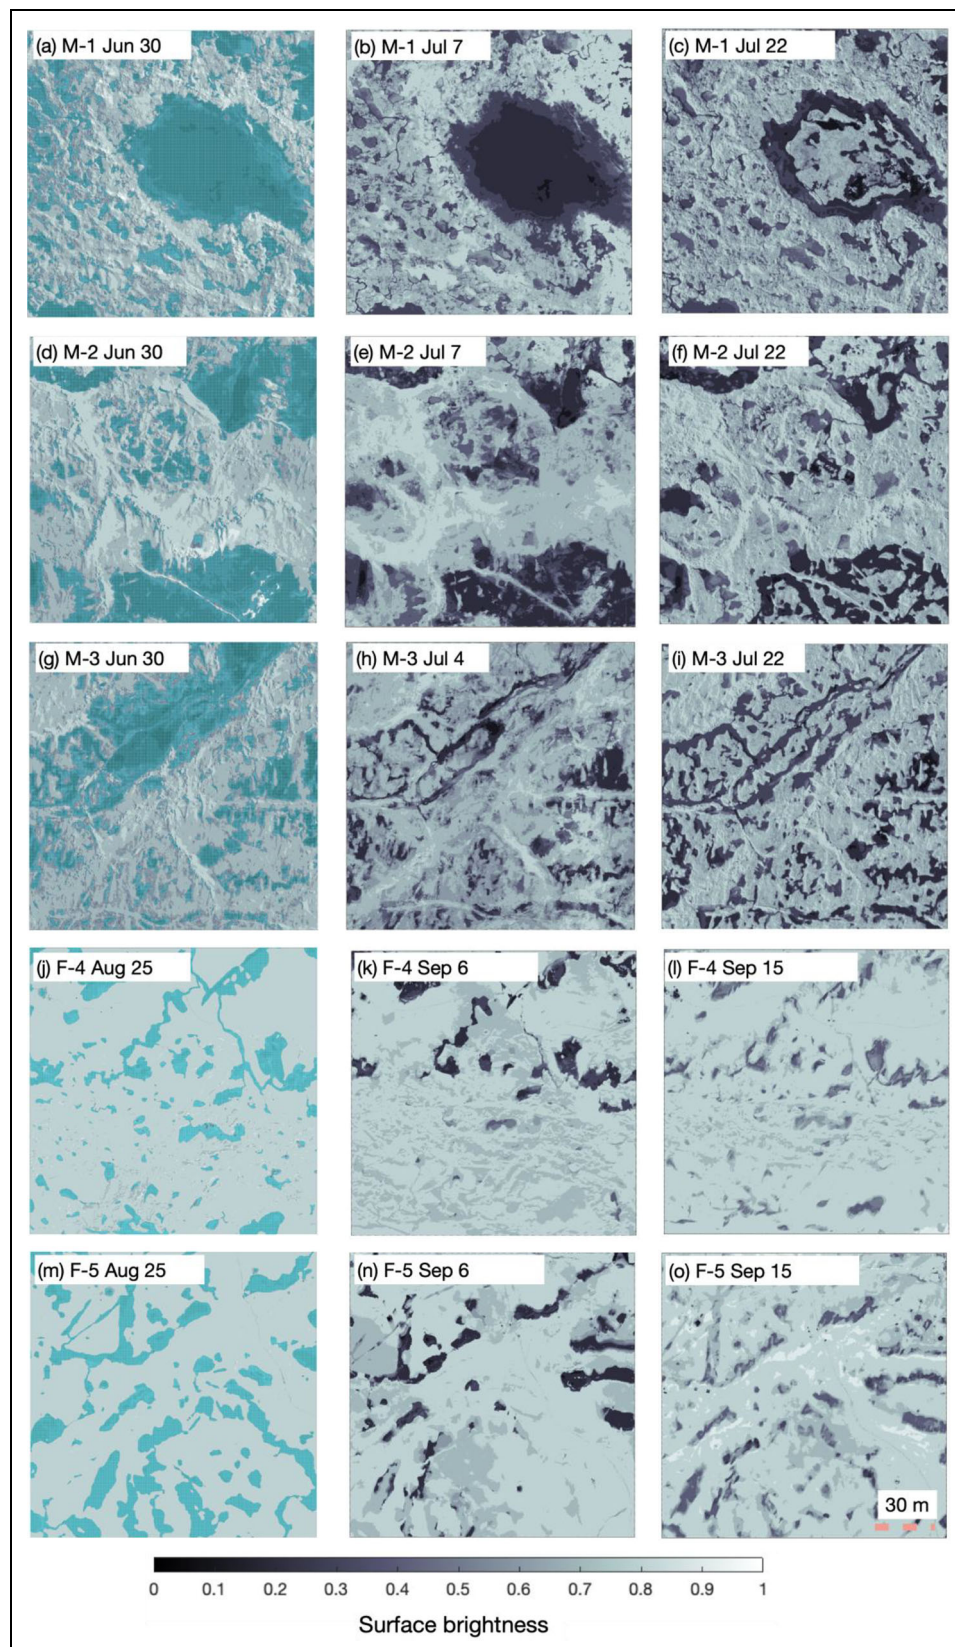 (a) M-1 Jun 30
(b) M-1 Jul 7
(c) M-1 Jul 22
(d) M-2 Jun 30
(e) M-2 Jul 7
(f) M-2 Jul 22
(g) M-3 Jun 30
(h) M-3 Jul 4
(i) M-3 Jul 22
(j) F-4 Aug 25
(k) F-4 Sep 6
(l) F-4 Sep 15
(m) F-5 Aug 25
(n) F-5 Sep 6
(o) F-5 Sep 15
30 m
0 0.1 0.2 0.3 0.4 0.5 0.6 0.7 0.8 0.9 1
Surface brightness